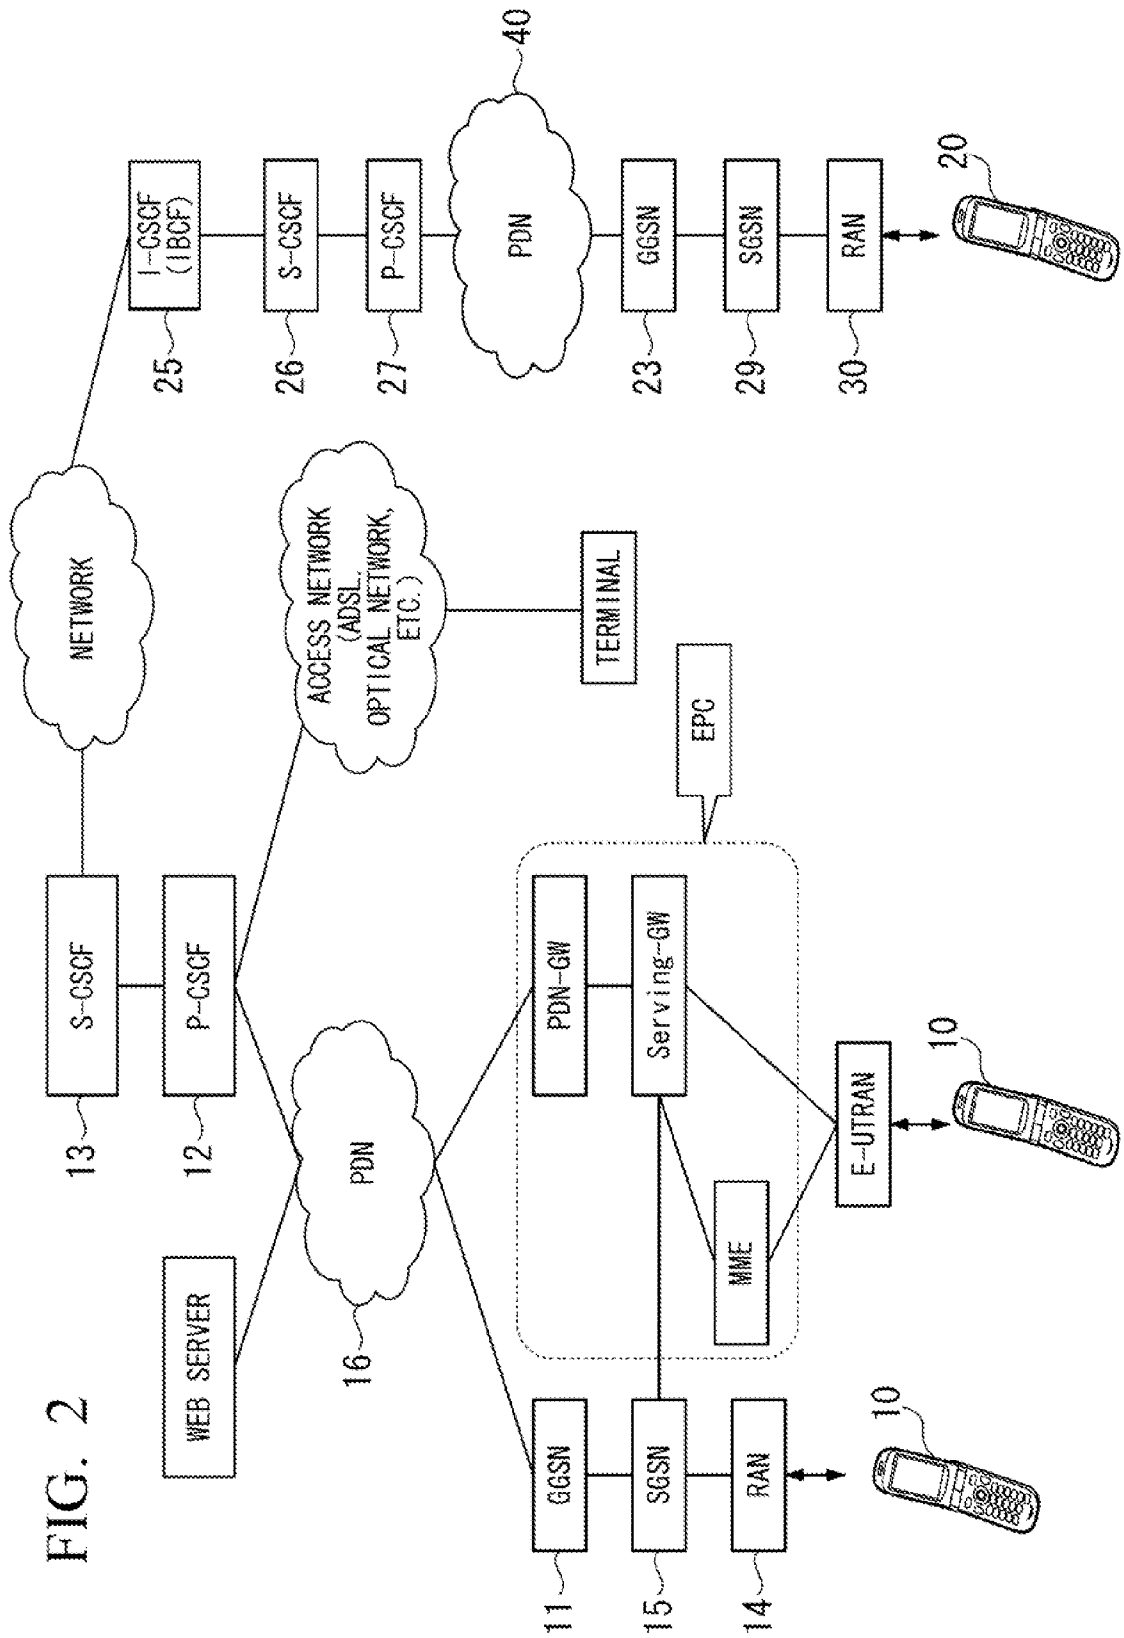 FIG. 2
WEB SERVER
13
S-CSCF
12
P-CSCF
NETWORK
I-CSCF
(IBCF)
25
S-CSCF
26
P-CSCF
27
PDN
40
GGSN
23
SGSN
29
RAN
30
20
ACCESS NETWORK
(ADSL.
OPTICAL NETWORK,
ETC.)
TERMINAL
PDN
16
EPC
PDN-GW
Serving-GW
MME
E-UTRAN
10
GGSN
11
SGSN
15
RAN
14
10